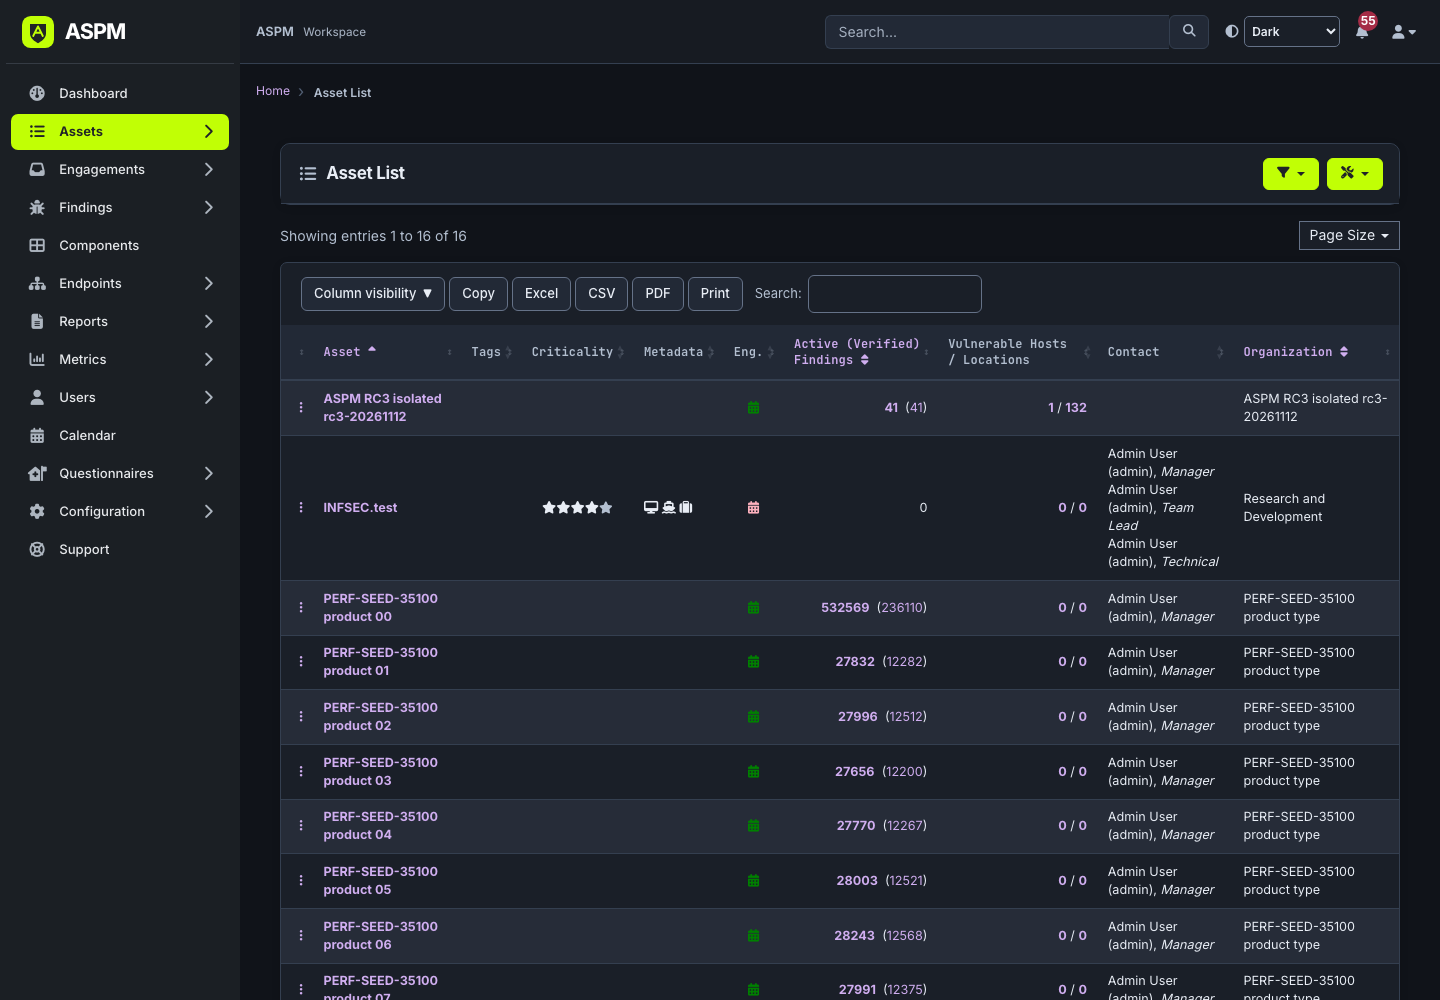 ASPM
ASPM Workspace
Search...
Dark
55
Dashboard
Assets
Engagements
Findings
Components
Endpoints
Reports
Metrics
Users
Calendar
Questionnaires
Configuration
Support
Home
Asset List
Asset List
Showing entries 1 to 16 of 16
Page Size
Column visibility ▼
Copy
Excel
CSV
PDF
Print
Search:
Asset
Tags
Criticality
Metadata
Eng.
Active (Verified)
Findings
Vulnerable Hosts
/ Locations
Contact
Organization
ASPM RC3 isolated
rc3-20261112
41 (41)
1 / 132
ASPM RC3 isolated rc3-
20261112
INFSEC.test
0
0 / 0
Admin User
(admin), Manager
Admin User
(admin), Team
Lead
Admin User
(admin), Technical
Research and
Development
PERF-SEED-35100
product 00
532569 (236110)
0 / 0
Admin User
(admin), Manager
PERF-SEED-35100
product type
PERF-SEED-35100
product 01
27832 (12282)
0 / 0
Admin User
(admin), Manager
PERF-SEED-35100
product type
PERF-SEED-35100
product 02
27996 (12512)
0 / 0
Admin User
(admin), Manager
PERF-SEED-35100
product type
PERF-SEED-35100
product 03
27656 (12200)
0 / 0
Admin User
(admin), Manager
PERF-SEED-35100
product type
PERF-SEED-35100
product 04
27770 (12267)
0 / 0
Admin User
(admin), Manager
PERF-SEED-35100
product type
PERF-SEED-35100
product 05
28003 (12521)
0 / 0
Admin User
(admin), Manager
PERF-SEED-35100
product type
PERF-SEED-35100
product 06
28243 (12568)
0 / 0
Admin User
(admin), Manager
PERF-SEED-35100
product type
PERF-SEED-35100
product 07
27991 (12375)
0 / 0
Admin User
(admin), Manager
PERF-SEED-35100
product type